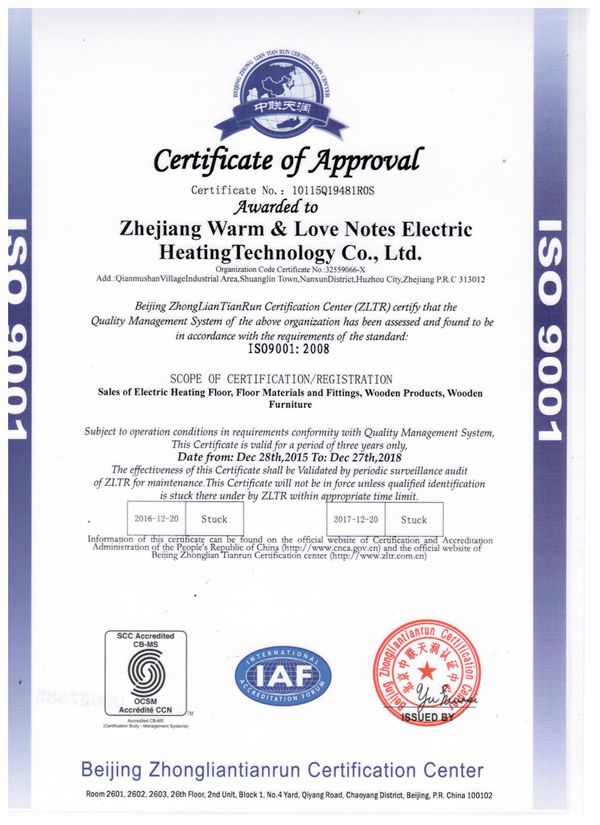 BEIJING ZHONG LIAN TIAN RUN CERTIFICATION CENTER
中联天润
Certificate of Approval
Certificate No.: 10115Q19481R0S
Awarded to
Zhejiang Warm & Love Notes Electric
HeatingTechnology Co., Ltd.
Organization Code Certificate No.:32559066-X
Add.:QianmushanVillageIndustrial Area,Shuanglin Town,NanxunDistrict,Huzhou City,Zhejiang P.R.C 313012
Beijing ZhongLianTianRun Certification Center (ZLTR) certify that the
Quality Management System of the above organization has been assessed and found to be
in accordance with the requirements of the standard:
ISO9001: 2008
SCOPE OF CERTIFICATION/REGISTRATION
Sales of Electric Heating Floor, Floor Materials and Fittings, Wooden Products, Wooden
Furniture
Subject to operation conditions in requirements conformity with Quality Management System,
This Certificate is valid for a period of three years only,
Date from: Dec 28th,2015 To: Dec 27th,2018
The effectiveness of this Certificate shall be Validated by periodic surveillance audit
of ZLTR for maintenance.This Certificate will not be in force unless qualified identification
is stuck there under by ZLTR within appropriate time limit.
2016-12-20 Stuck 2017-12-20 Stuck
Information of this certificate can be found on the official website of Certification and Accreditation
Administration of the People's Republic of China (http://www.cnca.gov.cn) and the official website of
Beijing Zhonglian Tianrun Certification center (http://www.zltr.com.cn)
ISO 9001
ISO 9001
SCC Accredited
CB-MS
OCSM
Accrédité CCN
TM
Accredited CB-MS
(Certification Body - Management Systems)
INTERNATIONAL
IAF
ACCREDITATION FORUM
Beijing Zhongliantianrun Certification Center
北京中联天润认证中心
ISSUED BY
Beijing Zhongliantianrun Certification Center
Room 2601, 2602, 2603, 26th Floor, 2nd Unit, Block 1, No.4 Yard, Qiyang Road, Chaoyang District, Beijing, P.R. China 100102